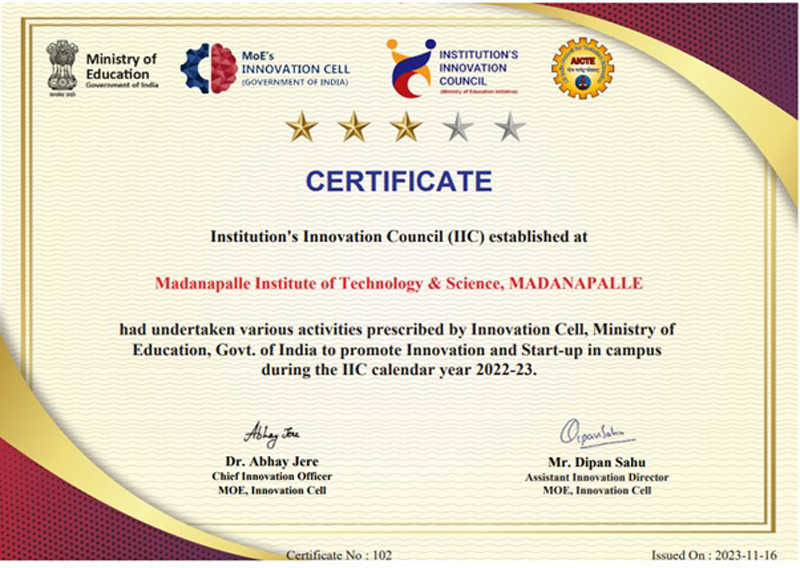 Ministry of
Education
Government of India
MoE's
INNOVATION CELL
(GOVERNMENT OF INDIA)
INSTITUTION'S
INNOVATION
COUNCIL
(Ministry of Education Initiative)
AICTE
CERTIFICATE
Institution's Innovation Council (IIC) established at
Madanapalle Institute of Technology & Science, MADANAPALLE
had undertaken various activities prescribed by Innovation Cell, Ministry of
Education, Govt. of India to promote Innovation and Start-up in campus
during the IIC calendar year 2022-23.
Abhay Jere
Dipan Sahu
Dr. Abhay Jere
Chief Innovation Officer
MOE, Innovation Cell
Mr. Dipan Sahu
Assistant Innovation Director
MOE, Innovation Cell
Certificate No : 102
Issued On : 2023-11-16